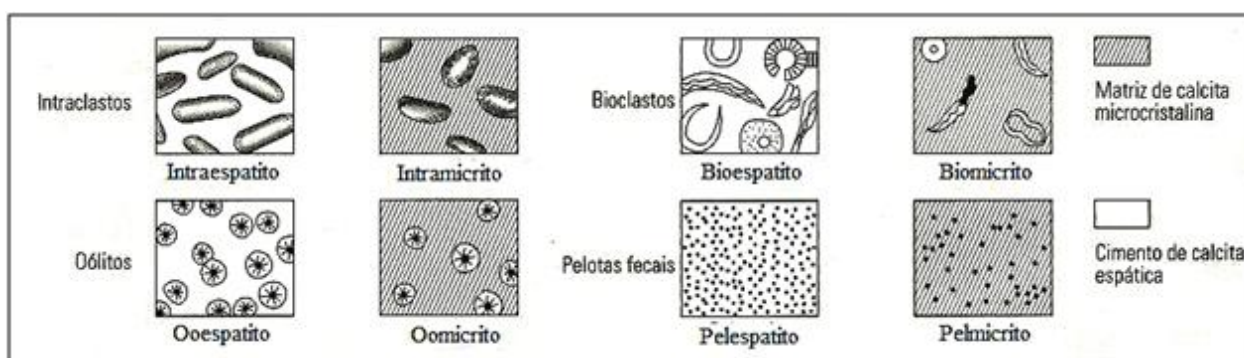 Intraclastos
Intraespatito
Intramicrito
Bioclastos
Bioespatito
Biomicrito
Matriz de calcita
microcristalina
Oólitos
Ooespatito
Oomicrito
Pelotas fecais
Pelespatito
Pelmicrito
Cimento de calcita
espática